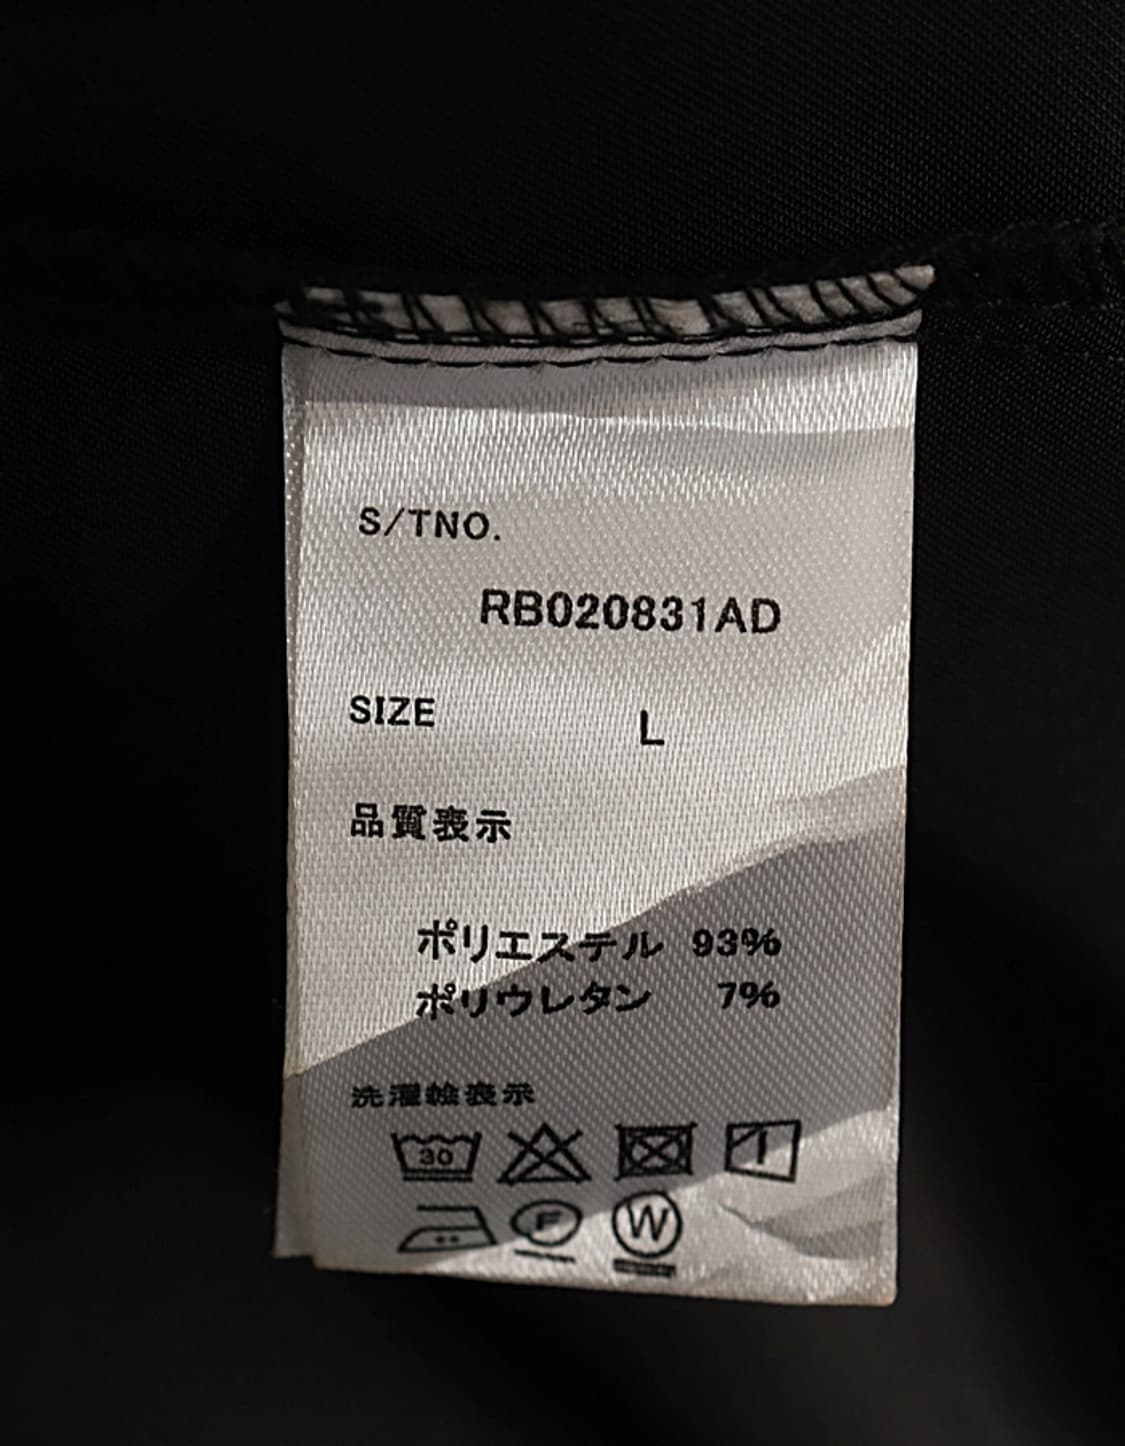 S/TNO.
RB020831AD
SIZE L
品質表示
ポリエステル 93%
ポリウレタン 7%
洗濯絵表示
30
F
W